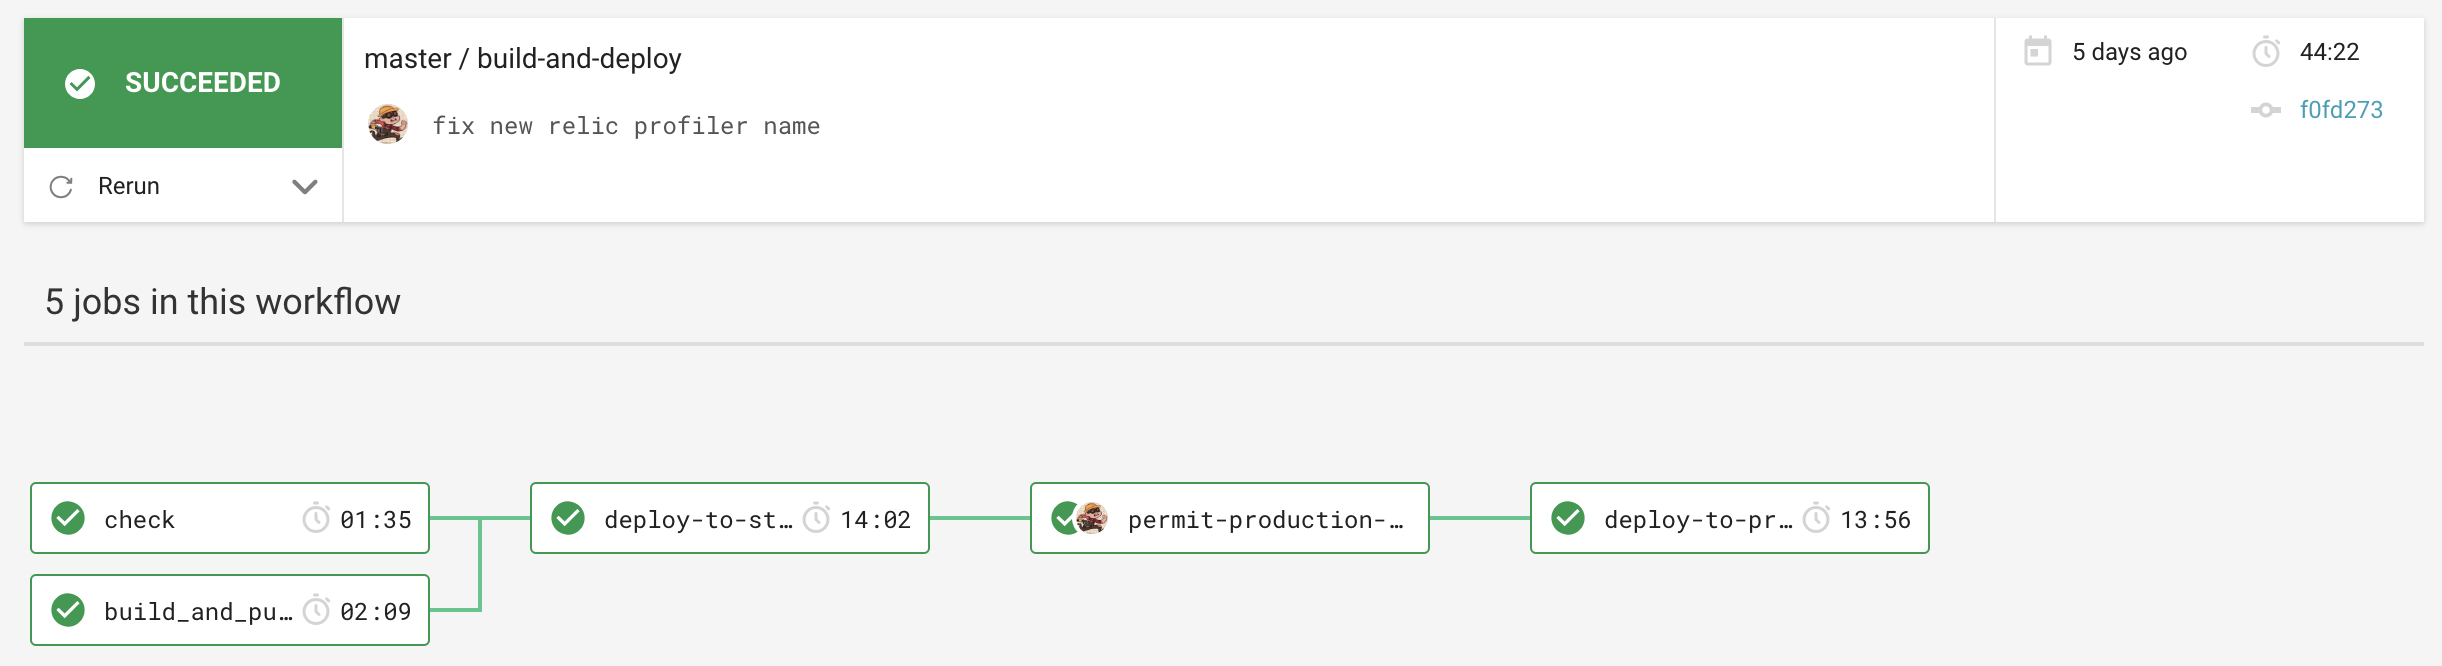 SUCCEEDED
Rerun
master / build-and-deploy
fix new relic profiler name
5 days ago
44:22
f0fd273
5 jobs in this workflow
check 01:35
deploy-to-st… 14:02
permit-production-…
deploy-to-pr… 13:56
build_and_pu… 02:09